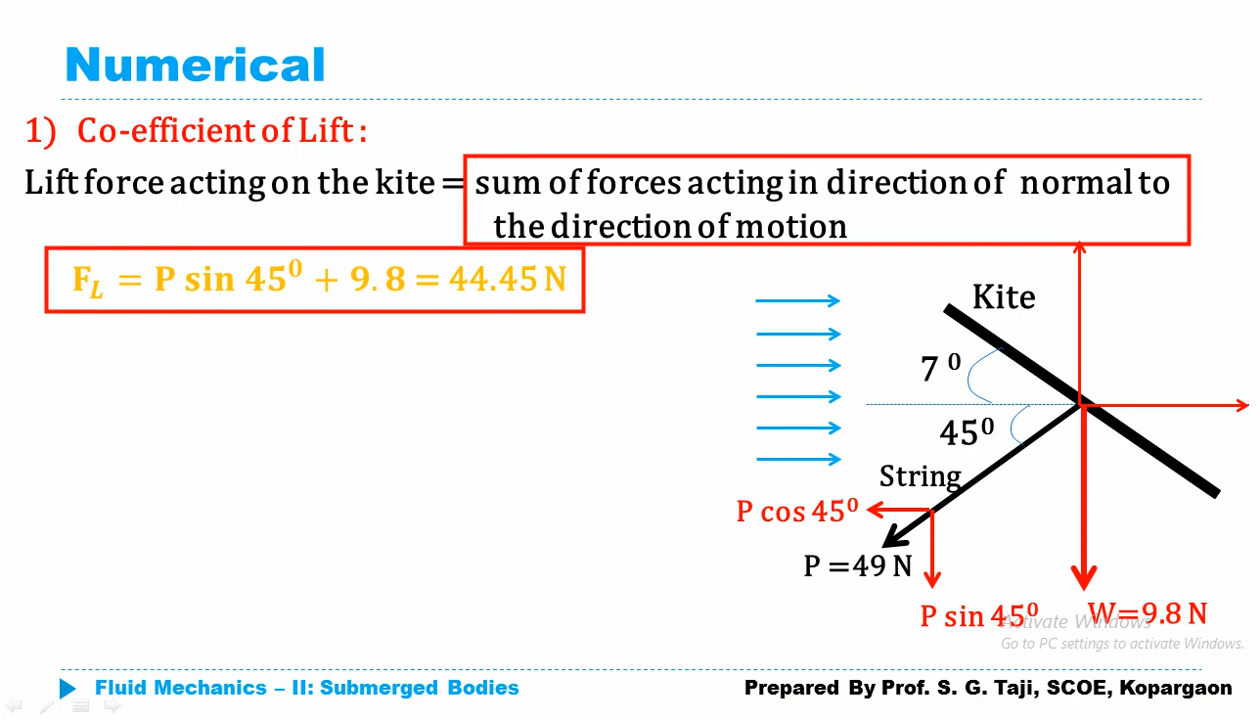 Numerical
1) Co-efficient of Lift :
Lift force acting on the kite = sum of forces acting in direction of normal to
the direction of motion
F_L = P sin 45⁰ + 9.8 = 44.45 N
Kite
7 ⁰
45⁰
String
P cos 45⁰
P =49 N
P sin 45⁰
W=9.8 N
Activate Windows
Go to PC settings to activate Windows.
Fluid Mechanics – II: Submerged Bodies
Prepared By Prof. S. G. Taji, SCOE, Kopargaon